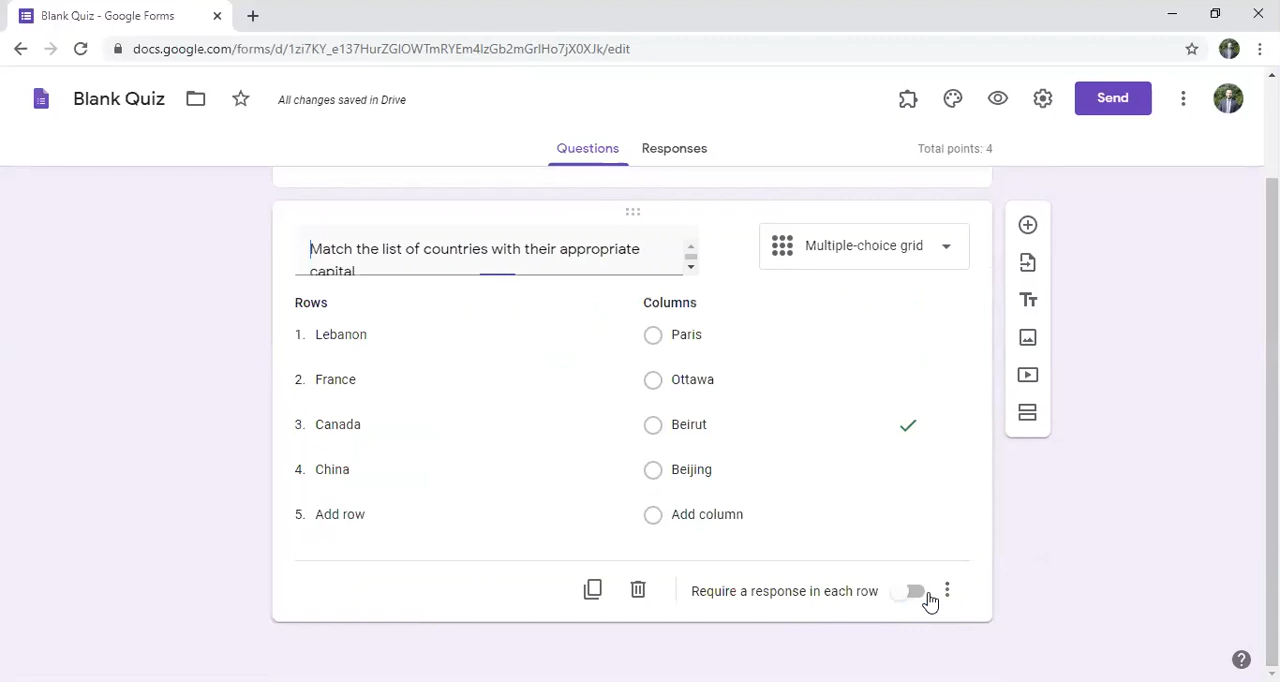 Blank Quiz - Google Forms
docs.google.com/forms/d/1zi7KY_e137HurZGlOWTmRYEm4lzGb2mGrlHo7jX0XJk/edit
Blank Quiz
All changes saved in Drive
Send
Questions
Responses
Total points: 4
Match the list of countries with their appropriate
capital
Multiple-choice grid
Rows
Columns
1. Lebanon
Paris
2. France
Ottawa
3. Canada
Beirut
4. China
Beijing
5. Add row
Add column
Require a response in each row